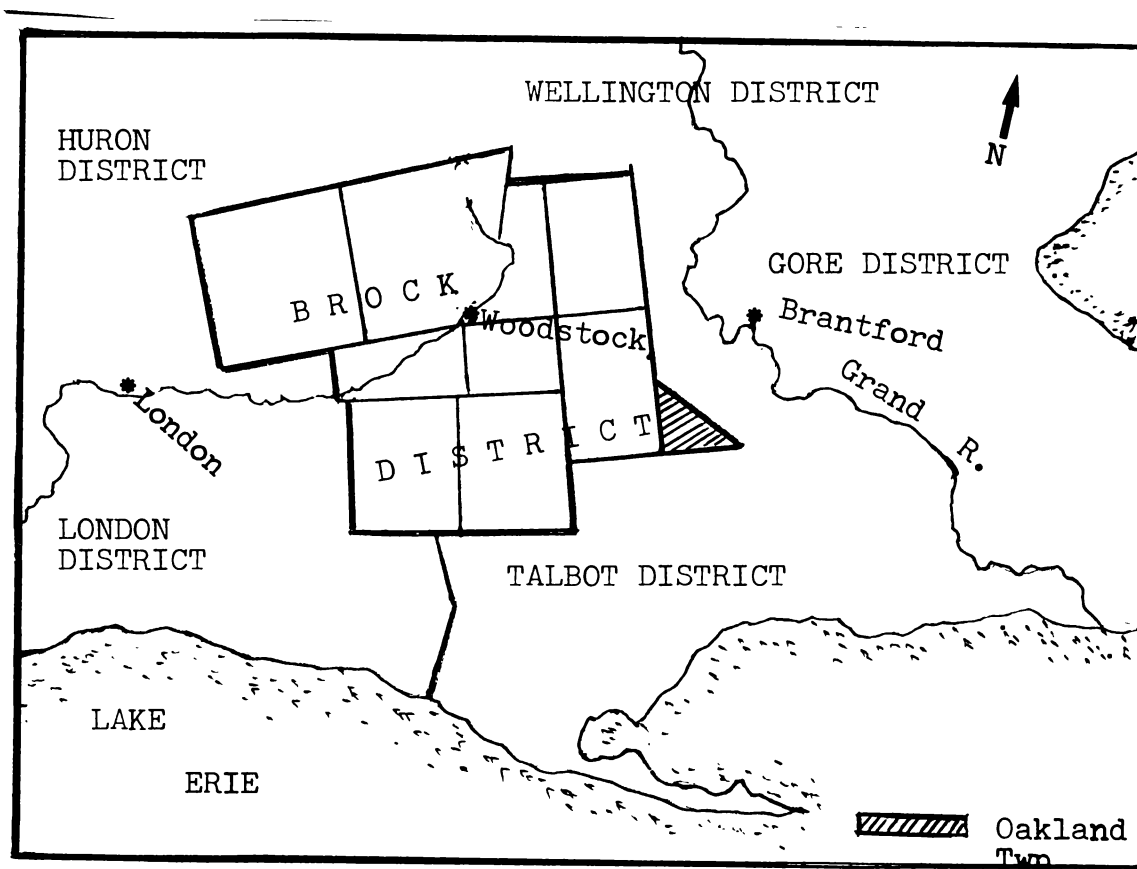 WELLINGTON DISTRICT
HURON
DISTRICT
N
GORE DISTRICT
BROCK
Woodstock
Brantford
London
Grand
R.
DISTRICT
LONDON
DISTRICT
TALBOT DISTRICT
LAKE
ERIE
Oakland
Twp